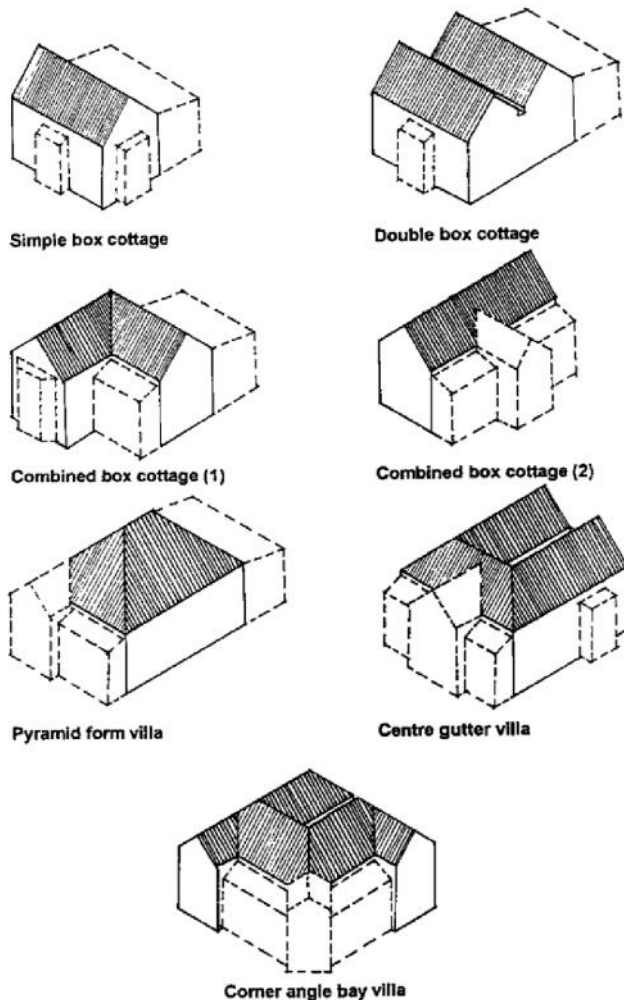 Simple box cottage
Double box cottage
Combined box cottage (1)
Combined box cottage (2)
Pyramid form villa
Centre gutter villa
Corner angle bay villa